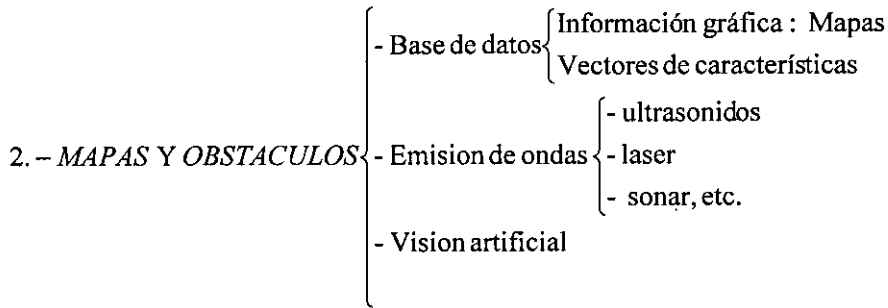 - Base de datos
Información gráfica : Mapas
Vectores de características
2. – MAPAS Y OBSTACULOS
- Emision de ondas
- ultrasonidos
- laser
- sonar, etc.
- Vision artificial